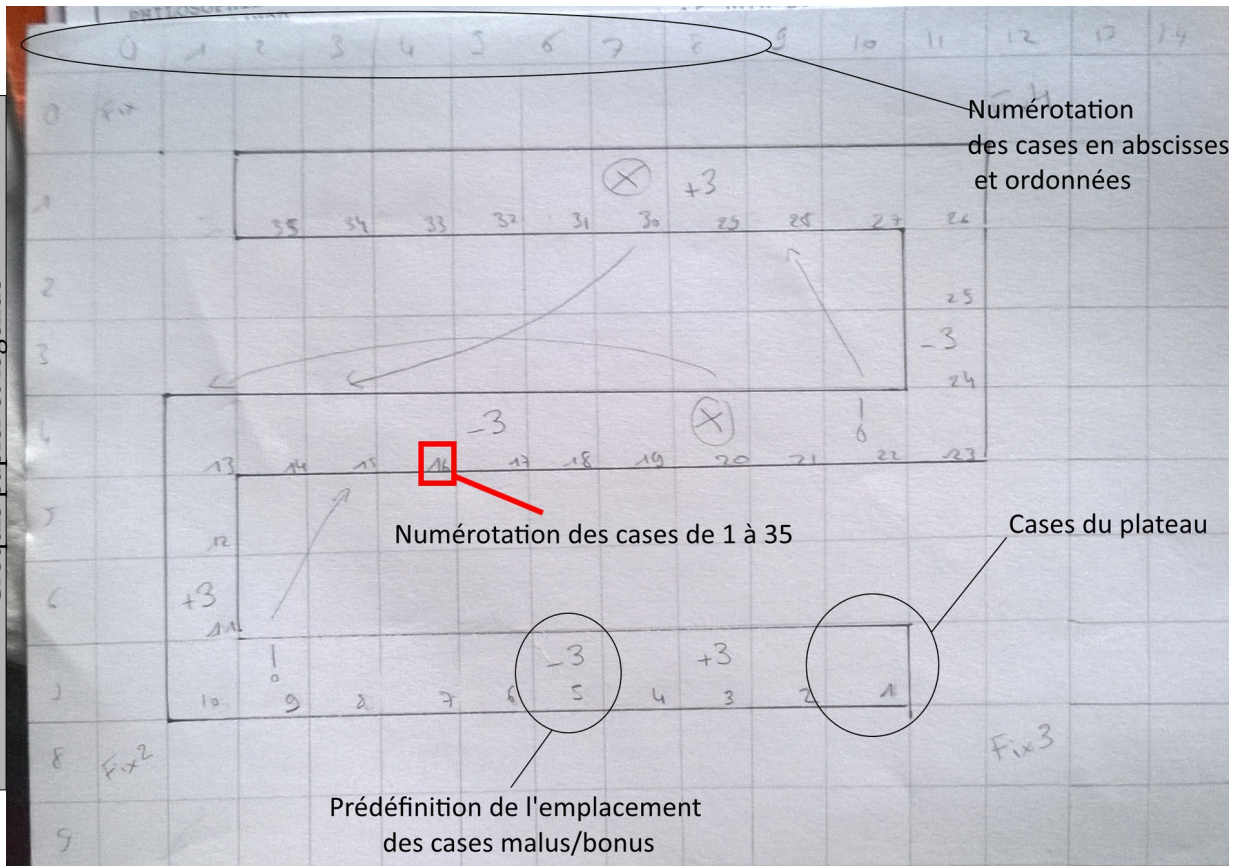 PHILOSOPHIE
0 1 2 3 4 5 6 7 8 9 10 11 12 13 14
0 Fix
Numérotation
des cases en abscisses
et ordonnées
1 +3
35 34 33 32 31 30 29 28 27 26
2 25
3 -3
24
4 -3 !
13 14 15 16 17 18 19 20 21 22 23
5
Numérotation des cases de 1 à 35
Cases du plateau
12
6 +3
11
! -3 +3
7 10 9 8 7 6 5 4 3 2 1
8 Fix2 Fix3
Prédéfinition de l'emplacement
des cases malus/bonus
9